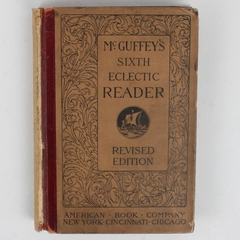 McGUFFEY'S
SIXTH
ECLECTIC
READER
REVISED
EDITION
AMERICAN · BOOK · COMPANY
NEW YORK · CINCINNATI · CHICAGO